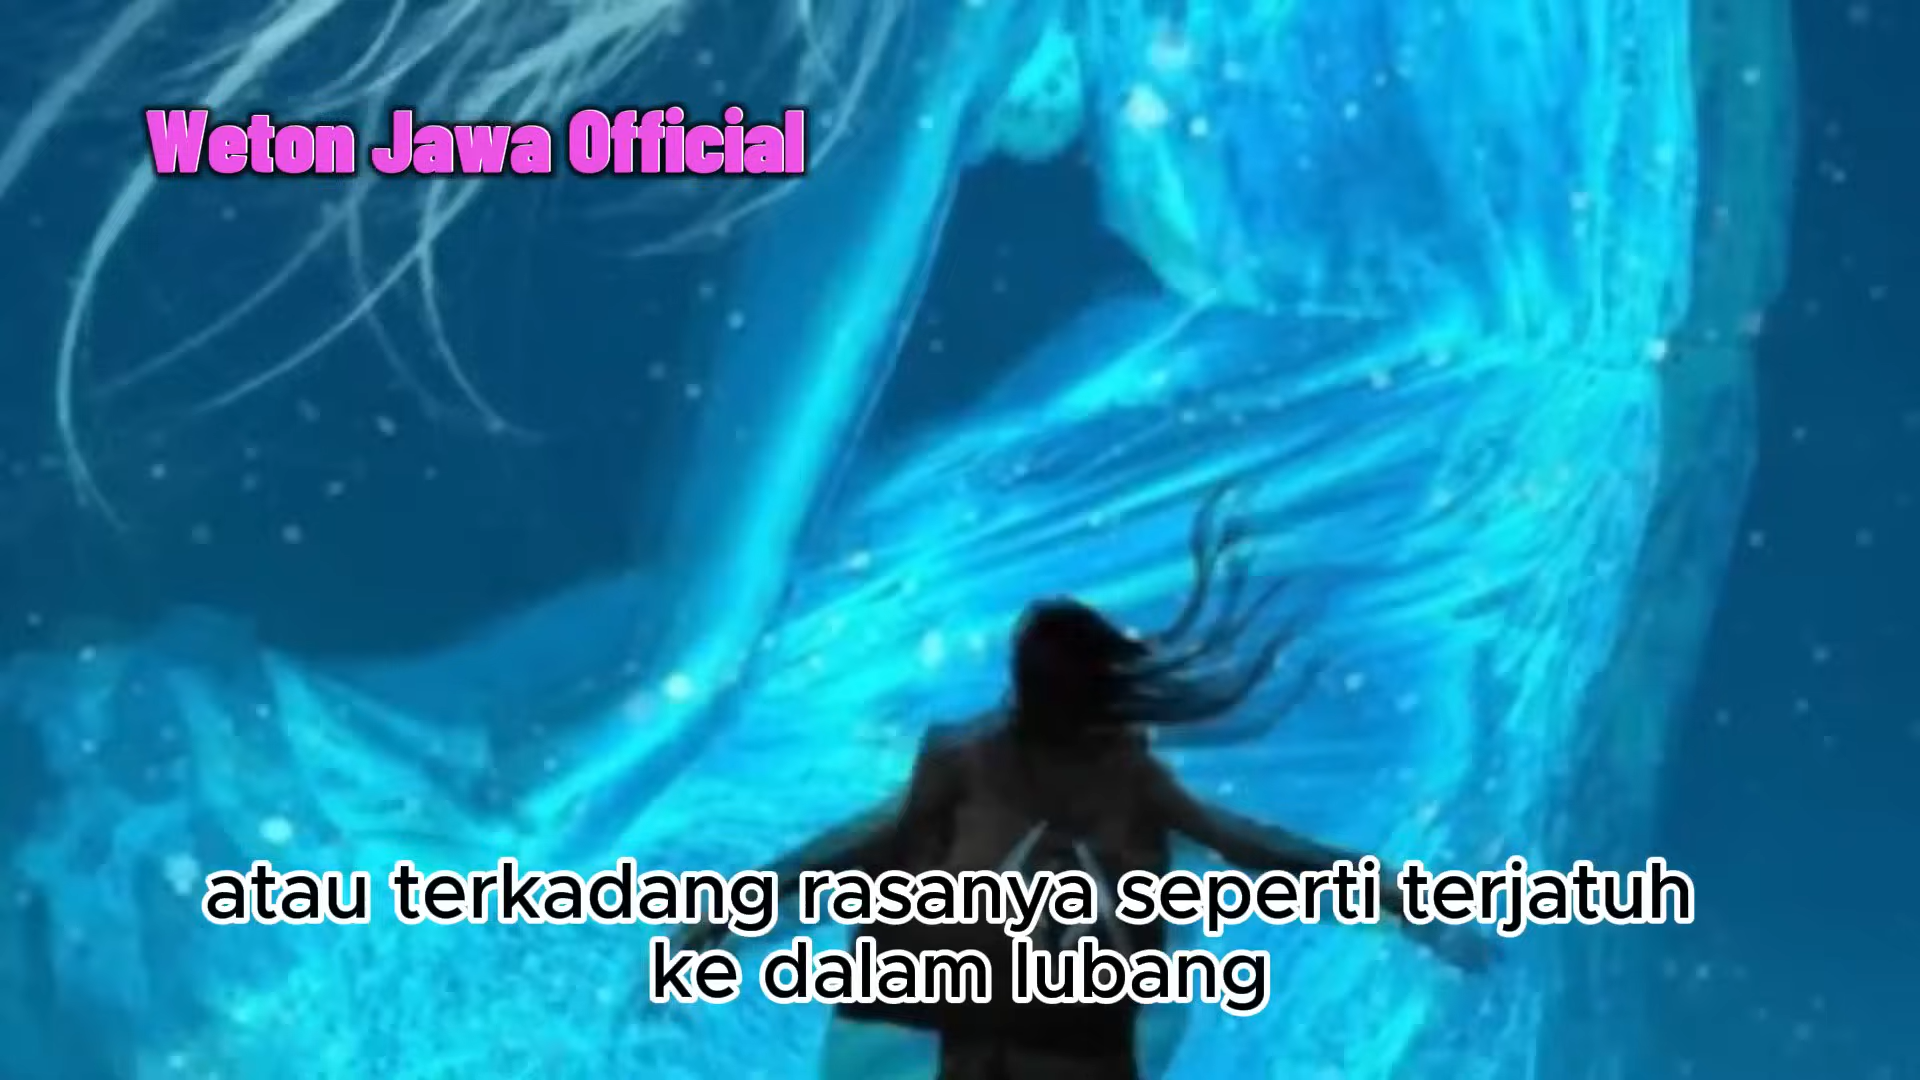 Weton Jawa Official
atau terkadang rasanya seperti terjatuh
ke dalam lubang